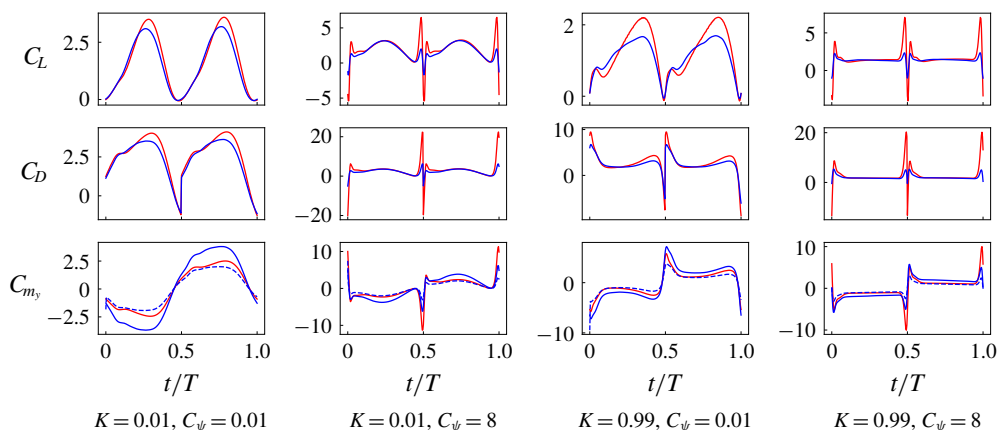 C_L 2.5 0 5 0 −5 2 1 0 5 0
C_D 2.5 0 20 0 −20 10 5 0 20 0
C_{m_y} 2.5 0 −2.5 10 0 −10 5 0 −10 10 0 −10
0 0.5 1.0 0 0.5 1.0 0 0.5 1.0 0 0.5 1.0
t/T t/T t/T t/T
K = 0.01, C_ψ = 0.01 K = 0.01, C_ψ = 8 K = 0.99, C_ψ = 0.01 K = 0.99, C_ψ = 8